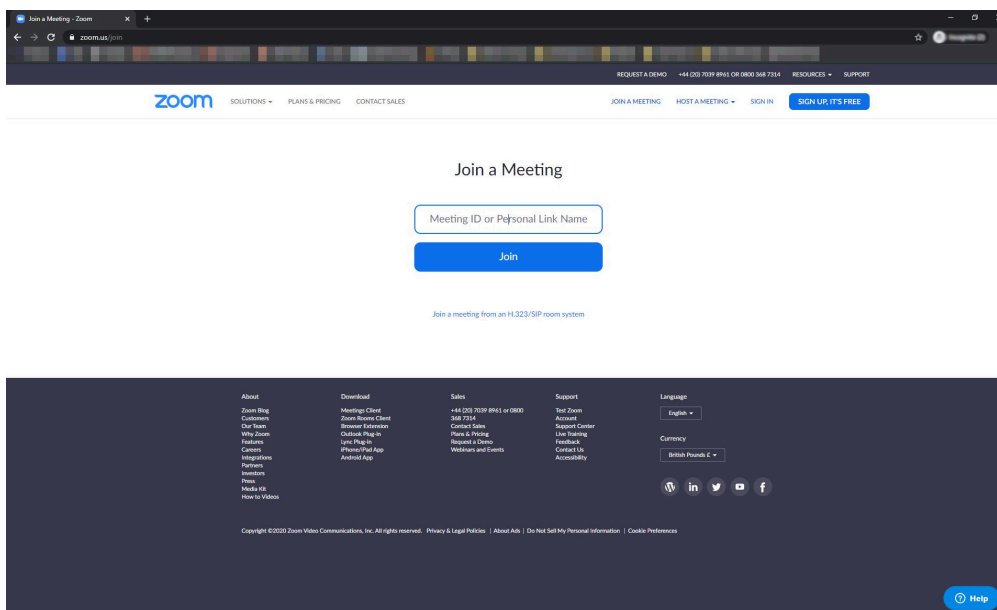 Join a Meeting - Zoom
zoom.us/join
REQUEST A DEMO +44 (20) 7039 8961 OR 0800 368 7314 RESOURCES SUPPORT
zoom SOLUTIONS PLANS & PRICING CONTACT SALES JOIN A MEETING HOST A MEETING SIGN IN SIGN UP, IT'S FREE
Join a Meeting
Meeting ID or Personal Link Name
Join
Join a meeting from an H.323/SIP room system
About
Zoom Blog
Customers
Our Team
Why Zoom
Features
Careers
Integrations
Partners
Investors
Press
Media Kit
How to Videos
Download
Meetings Client
Zoom Rooms Client
Browser Extension
Outlook Plug-in
Lync Plug-in
iPhone/iPad App
Android App
Sales
+44 (20) 7039 8961 or 0800
368 7314
Contact Sales
Plans & Pricing
Request a Demo
Webinars and Events
Support
Test Zoom
Account
Support Center
Live Training
Feedback
Contact Us
Accessibility
Language
English
Currency
British Pounds £
Copyright ©2020 Zoom Video Communications, Inc. All rights reserved. Privacy & Legal Policies | About Ads | Do Not Sell My Personal Information | Cookie Preferences
Help